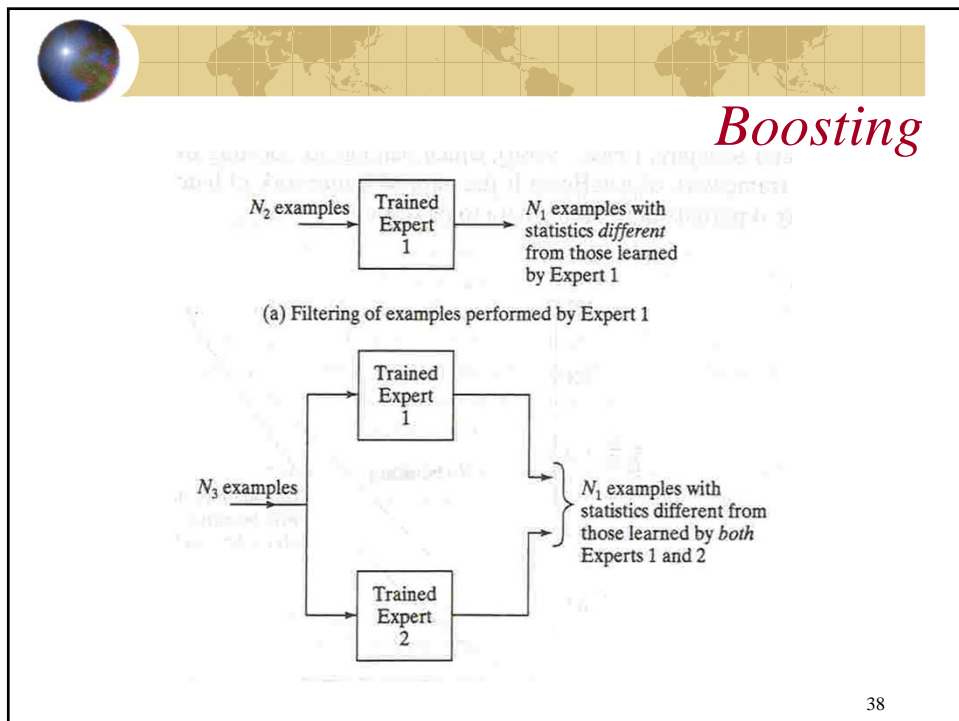 Boosting
N₂ examples
Trained
Expert
1
N₁ examples with
statistics different
from those learned
by Expert 1
(a) Filtering of examples performed by Expert 1
Trained
Expert
1
N₃ examples
N₁ examples with
statistics different from
those learned by both
Experts 1 and 2
Trained
Expert
2
38